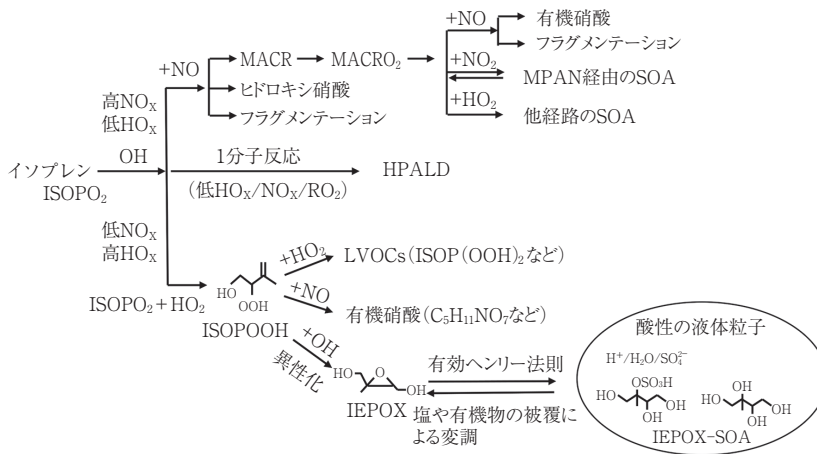 +NO
有機硝酸
フラグメンテーション
+NO
MACR
MACRO₂
+NO₂
MPAN経由のSOA
高NOₓ
低HOₓ
ヒドロキシ硝酸
フラグメンテーション
+HO₂
他経路のSOA
イソプレン
ISOPO₂
OH
1分子反応
(低HOₓ/NOₓ/RO₂)
HPALD
低NOₓ
高HOₓ
ISOPO₂+HO₂
HO
OOH
ISOPOOH
+HO₂
LVOCs(ISOP(OOH)₂など)
+NO
有機硝酸(C₅H₁₁NO₇など)
+OH
異性化
HO
O
OH
IEPOX
有効ヘンリー法則
塩や有機物の被覆
による変調
酸性の液体粒子
H⁺/H₂O/SO₄²⁻
OSO₃H
HO
OH
OH
OH
HO
OH
OH
IEPOX-SOA